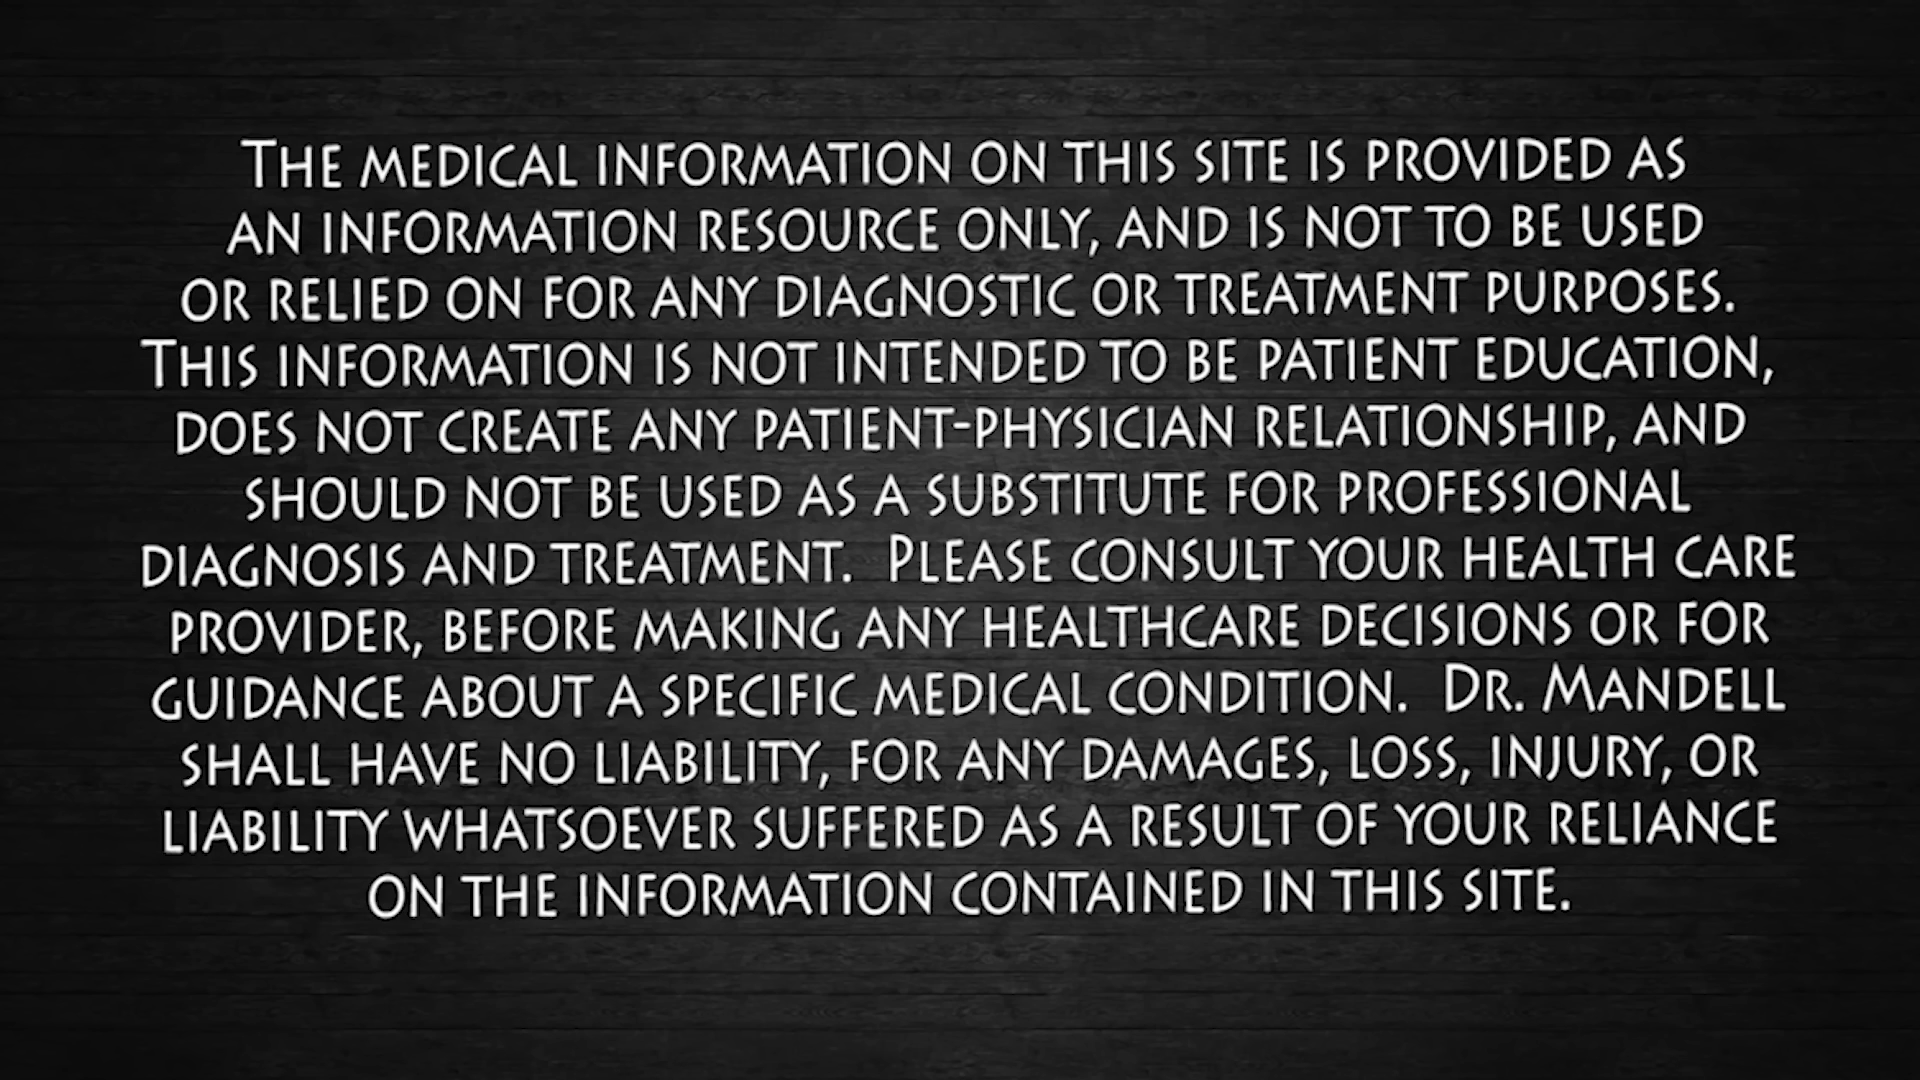 The medical information on this site is provided as
an information resource only, and is not to be used
or relied on for any diagnostic or treatment purposes.
This information is not intended to be patient education,
does not create any patient-physician relationship, and
should not be used as a substitute for professional
diagnosis and treatment.  Please consult your health care
provider, before making any healthcare decisions or for
guidance about a specific medical condition.  Dr. Mandell
shall have no liability, for any damages, loss, injury, or
liability whatsoever suffered as a result of your reliance
on the information contained in this site.